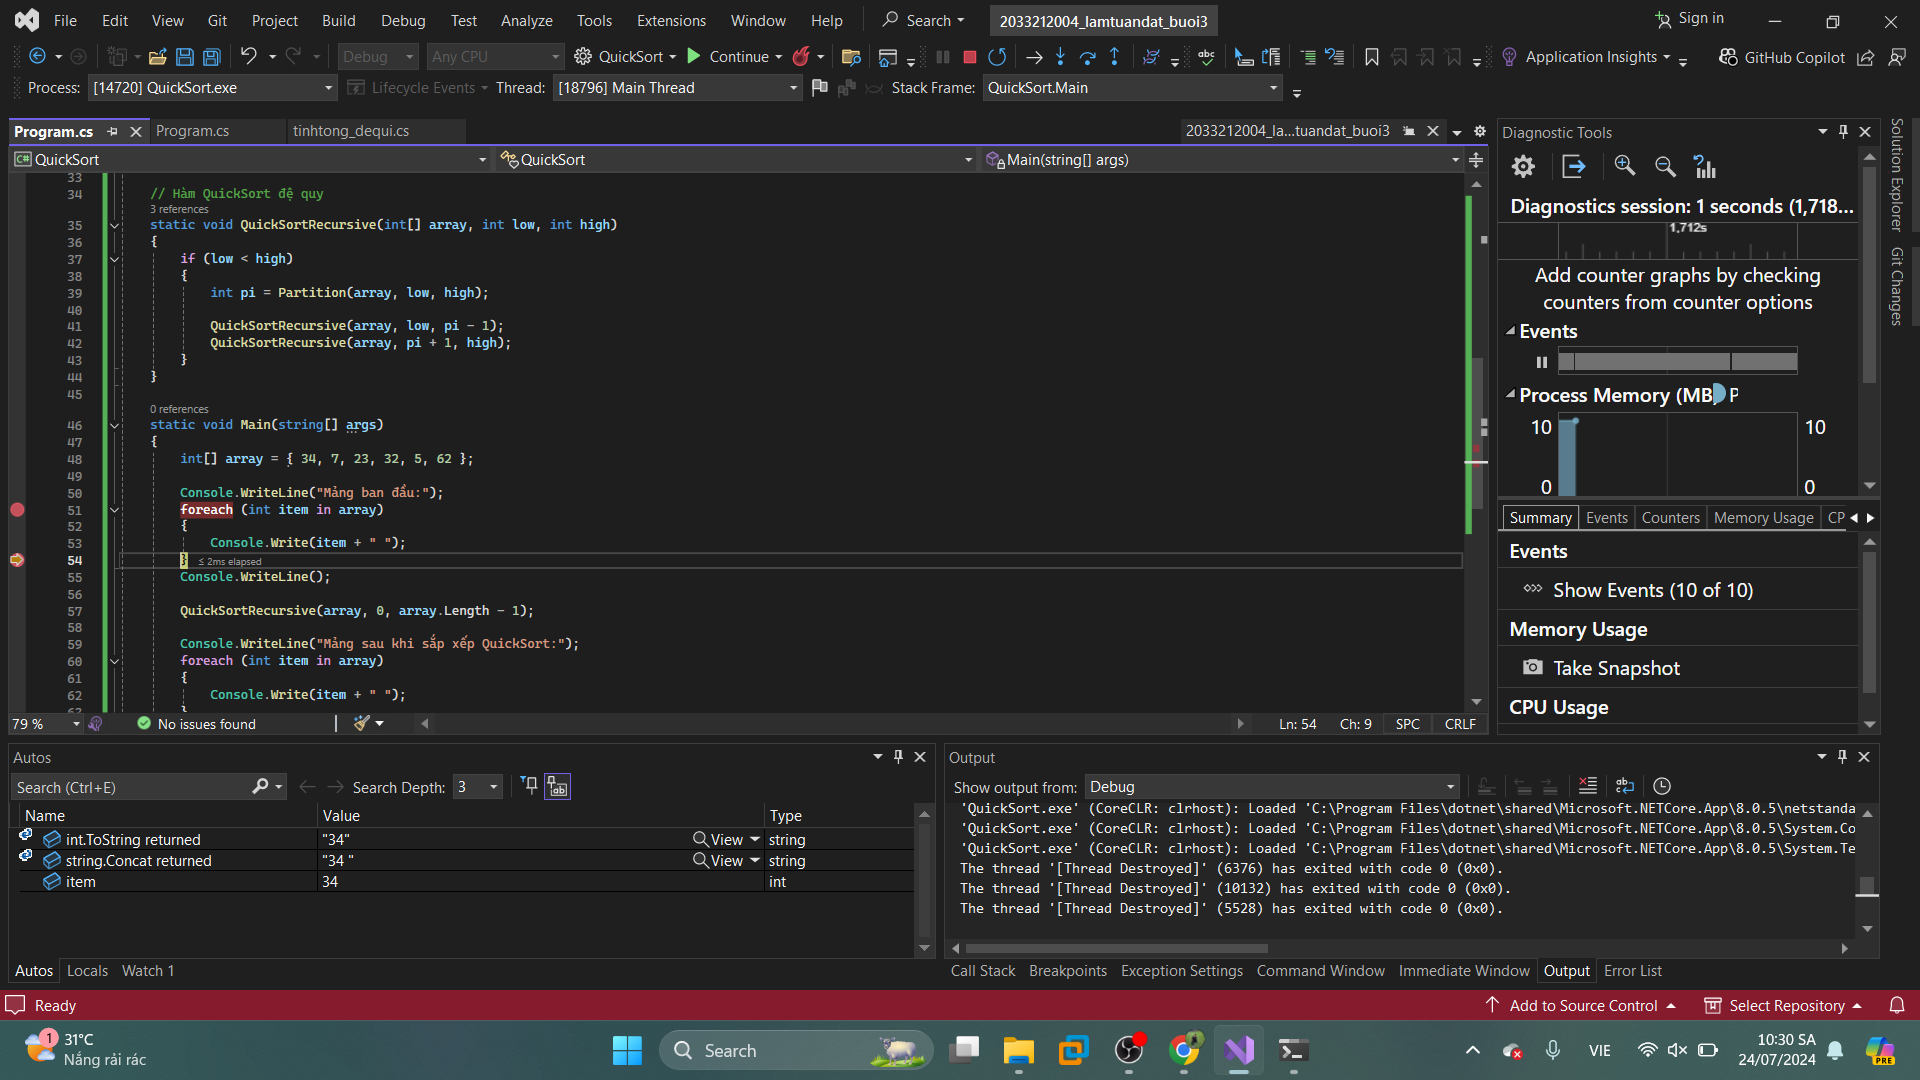 File Edit View Git Project Build Debug Test Analyze Tools Extensions Window Help Search 2033212004_lamtuandat_buoi3 Sign in
Debug Any CPU QuickSort Continue abc Application Insights GitHub Copilot
Process: [14720] QuickSort.exe Lifecycle Events Thread: [18796] Main Thread Stack Frame: QuickSort.Main
Program.cs Program.cs tinhtong_dequi.cs 2033212004_la...tuandat_buoi3
C# QuickSort QuickSort Main(string[] args)
33
34 // Hàm QuickSort đệ quy
3 references
35 static void QuickSortRecursive(int[] array, int low, int high)
36 {
37 if (low < high)
38 {
39 int pi = Partition(array, low, high);
40
41 QuickSortRecursive(array, low, pi - 1);
42 QuickSortRecursive(array, pi + 1, high);
43 }
44 }
45
0 references
46 static void Main(string[] args)
47 {
48 int[] array = { 34, 7, 23, 32, 5, 62 };
49
50 Console.WriteLine("Mảng ban đầu:");
51 foreach (int item in array)
52 {
53 Console.Write(item + " ");
54 } ≤ 2ms elapsed
55 Console.WriteLine();
56
57 QuickSortRecursive(array, 0, array.Length - 1);
58
59 Console.WriteLine("Mảng sau khi sắp xếp QuickSort:");
60 foreach (int item in array)
61 {
62 Console.Write(item + " ");
79 % No issues found Ln: 54 Ch: 9 SPC CRLF
Diagnostic Tools
Diagnostics session: 1 seconds (1,718...
1,712s
Add counter graphs by checking
counters from counter options
Events
Process Memory (MB) P
10 10
0 0
Summary Events Counters Memory Usage CP
Events
Show Events (10 of 10)
Memory Usage
Take Snapshot
CPU Usage
Solution Explorer
Git Changes
Autos
Search (Ctrl+E) Search Depth: 3
Name Value Type
int.ToString returned "34" View string
string.Concat returned "34 " View string
item 34 int
Autos Locals Watch 1
Output
Show output from: Debug
'QuickSort.exe' (CoreCLR: clrhost): Loaded 'C:\Program Files\dotnet\shared\Microsoft.NETCore.App\8.0.5\netstanda
'QuickSort.exe' (CoreCLR: clrhost): Loaded 'C:\Program Files\dotnet\shared\Microsoft.NETCore.App\8.0.5\System.Co
'QuickSort.exe' (CoreCLR: clrhost): Loaded 'C:\Program Files\dotnet\shared\Microsoft.NETCore.App\8.0.5\System.Te
The thread '[Thread Destroyed]' (6376) has exited with code 0 (0x0).
The thread '[Thread Destroyed]' (10132) has exited with code 0 (0x0).
The thread '[Thread Destroyed]' (5528) has exited with code 0 (0x0).
Call Stack Breakpoints Exception Settings Command Window Immediate Window Output Error List
Ready Add to Source Control Select Repository
1 31°C
Nắng rải rác
Search
VIE
10:30 SA
24/07/2024
PRE